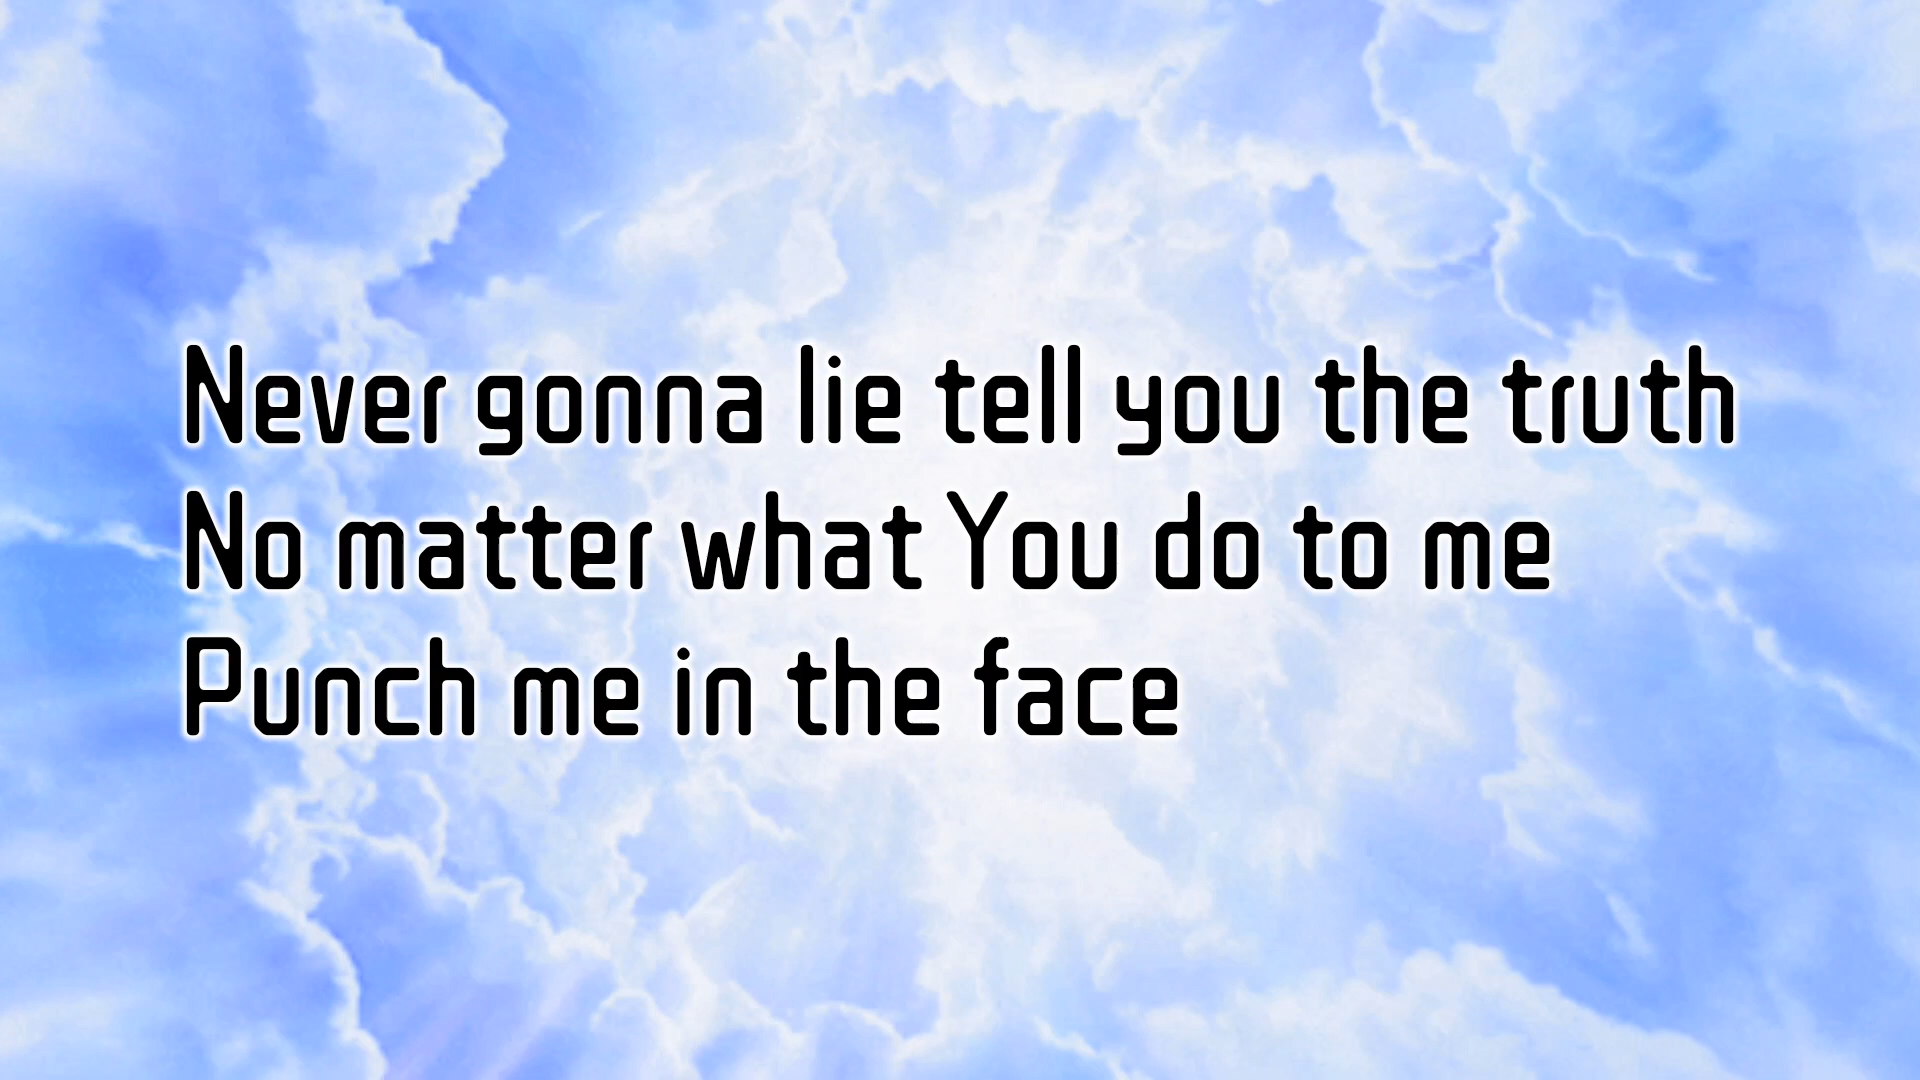 Never gonna lie tell you the truth
No matter what You do to me
Punch me in the face